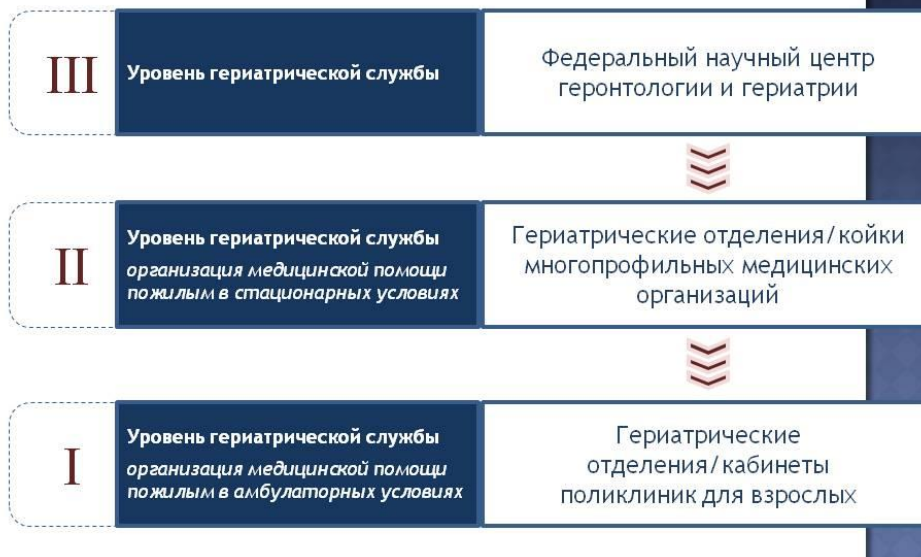 III
Уровень гериатрической службы
Федеральный научный центр
геронтологии и гериатрии
II
Уровень гериатрической службы
организация медицинской помощи
пожилым в стационарных условиях
Гериатрические отделения/койки
многопрофильных медицинских
организаций
I
Уровень гериатрической службы
организация медицинской помощи
пожилым в амбулаторных условиях
Гериатрические
отделения/кабинеты
поликлиник для взрослых